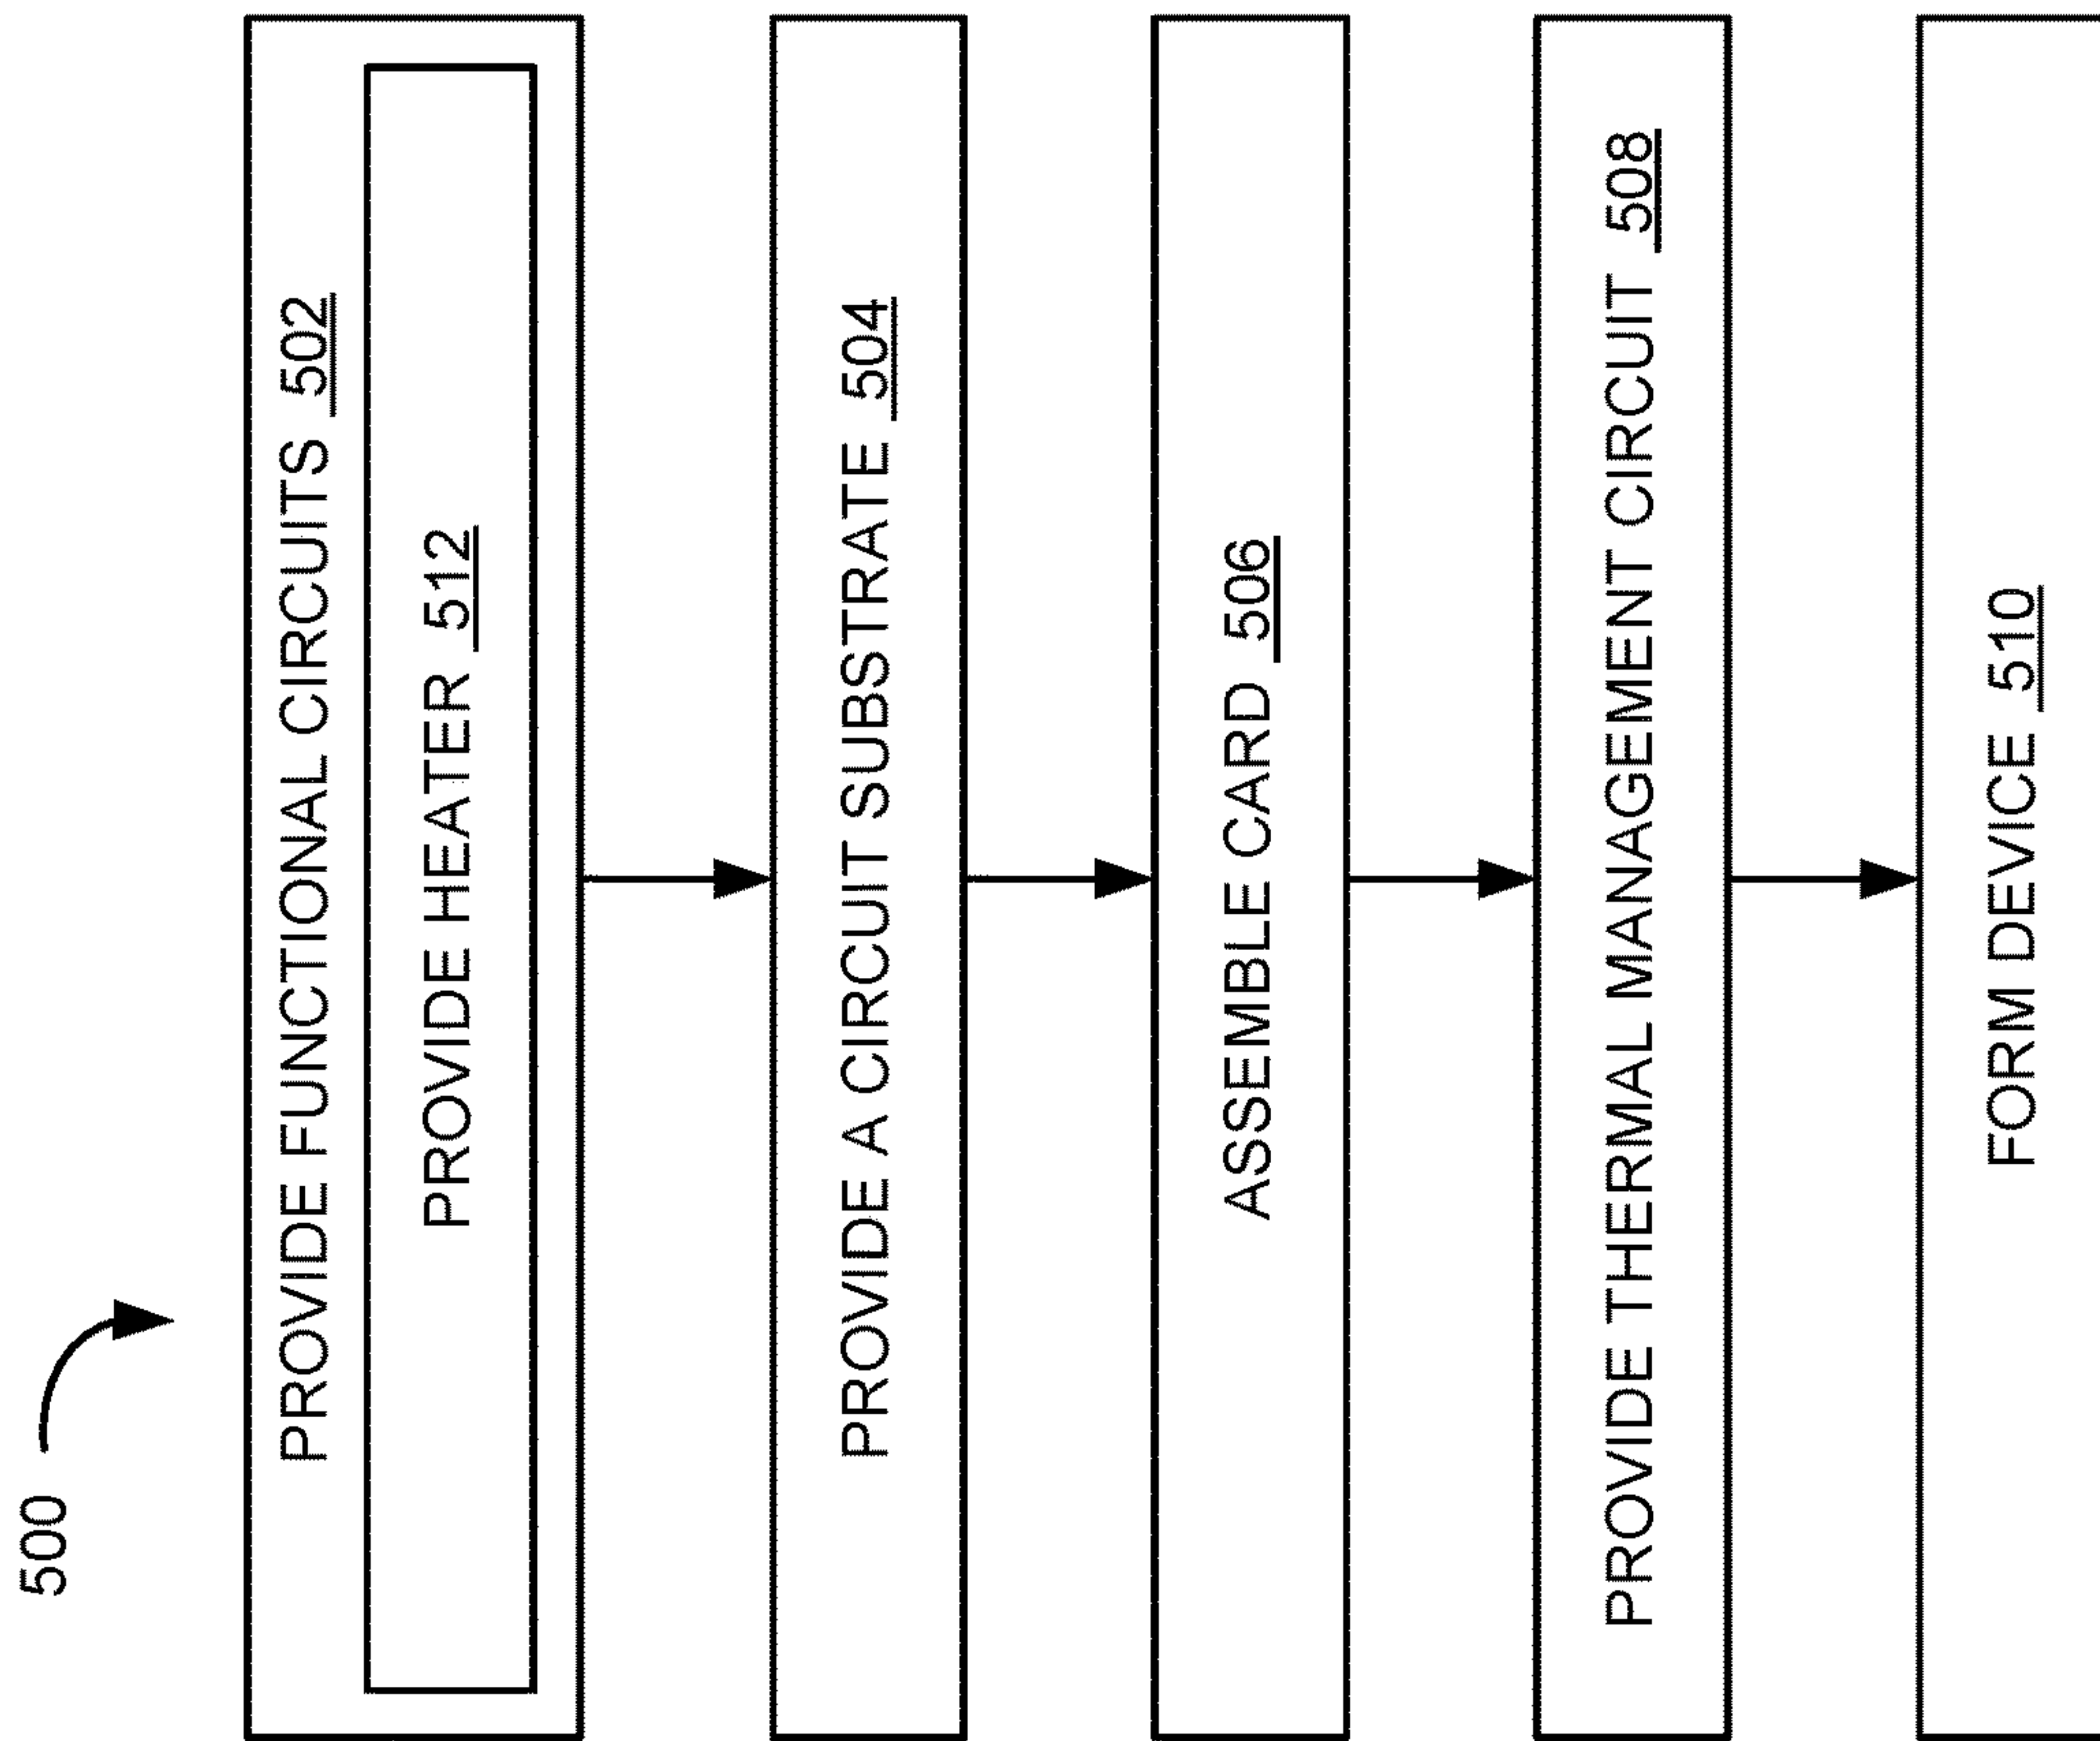 500
PROVIDE FUNCTIONAL CIRCUITS 502
PROVIDE HEATER 512
PROVIDE A CIRCUIT SUBSTRATE 504
ASSEMBLE CARD 506
PROVIDE THERMAL MANAGEMENT CIRCUIT 508
FORM DEVICE 510